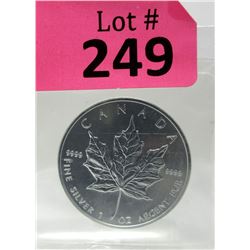 Lot #
249
CANADA
9999 9999
FINE SILVER 1 OZ ARGENT PUR